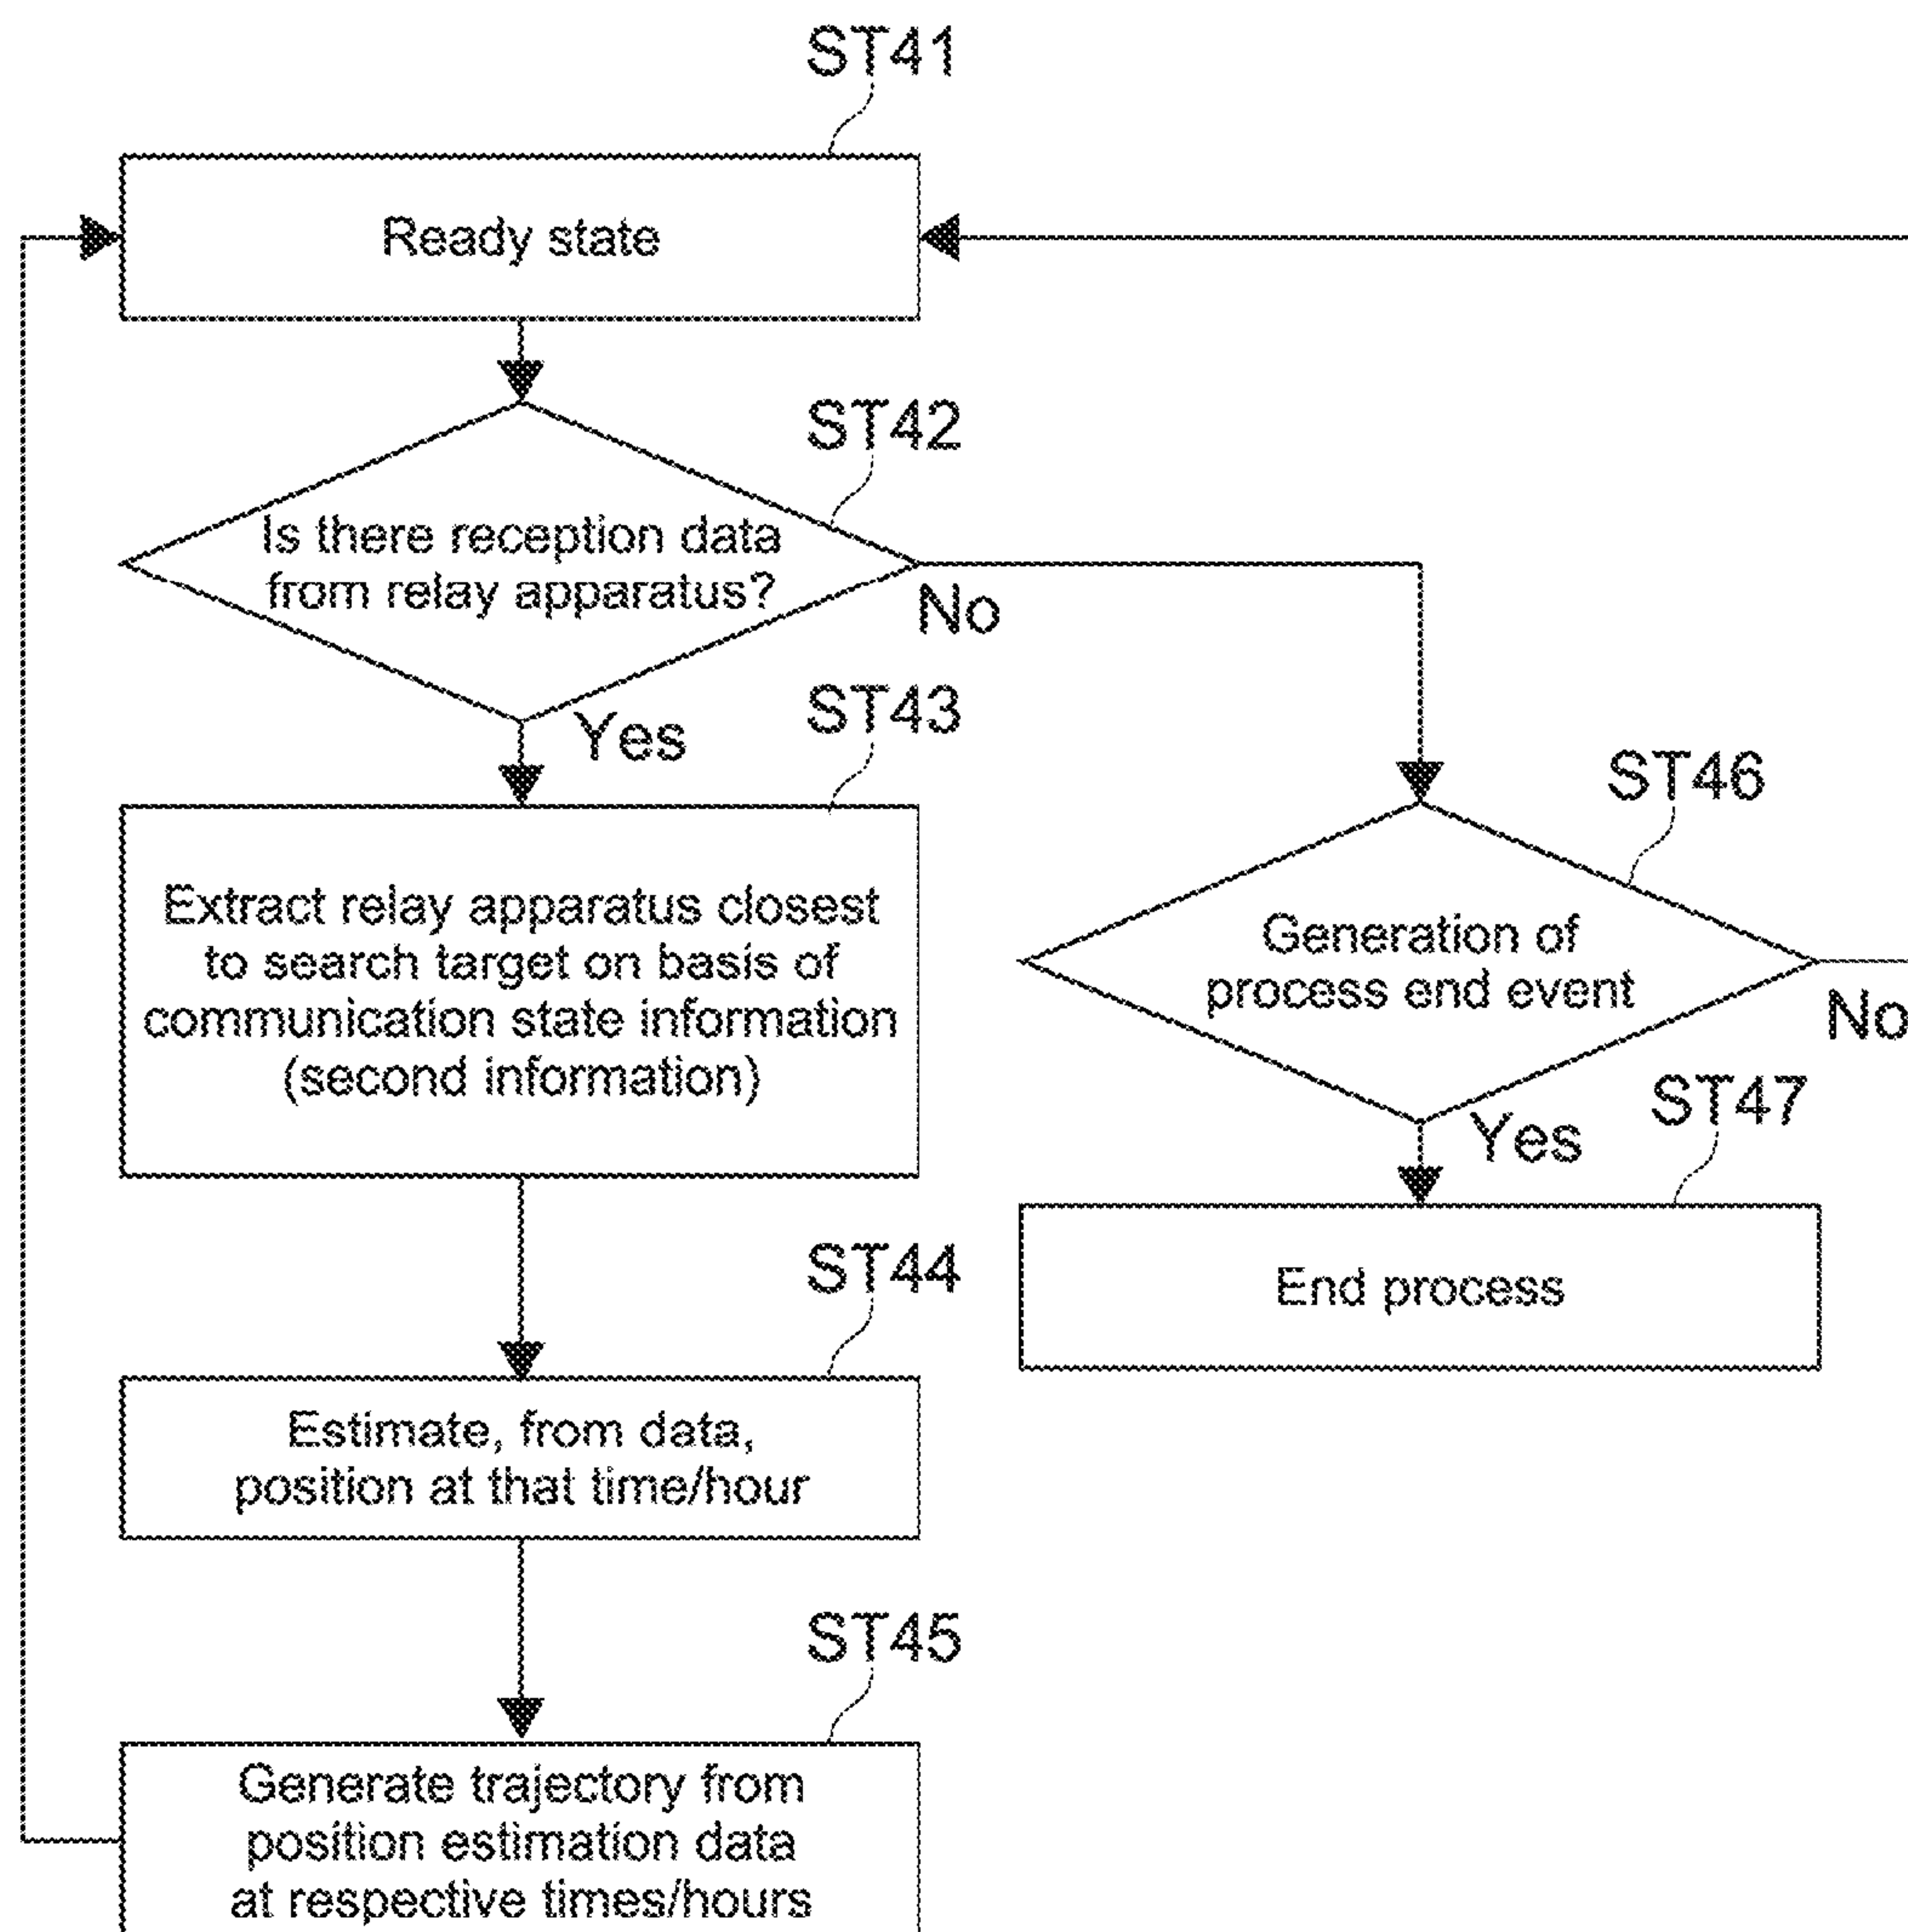 ST41
Ready state
ST42
Is there reception data
from relay apparatus?
No
Yes
ST43
Extract relay apparatus closest
to search target on basis of
communication state information
(second information)
ST46
Generation of
process end event
No
Yes
ST47
End process
ST44
Estimate, from data,
position at that time/hour
ST45
Generate trajectory from
position estimation data
at respective times/hours